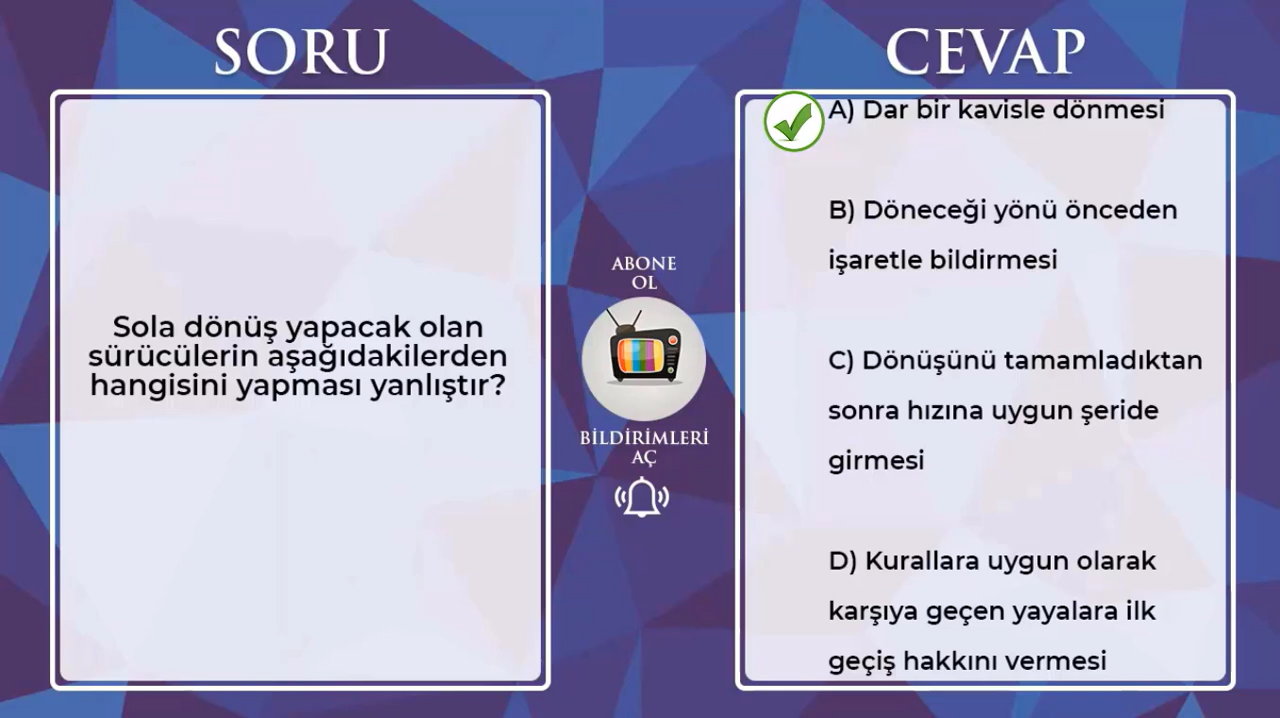 SORU
Sola dönüş yapacak olan
sürücülerin aşağıdakilerden
hangisini yapması yanlıştır?
ABONE
OL
BİLDİRİMLERİ
AÇ
CEVAP
A) Dar bir kavisle dönmesi
B) Döneceği yönü önceden
işaretle bildirmesi
C) Dönüşünü tamamladıktan
sonra hızına uygun şeride
girmesi
D) Kurallara uygun olarak
karşıya geçen yayalara ilk
geçiş hakkını vermesi